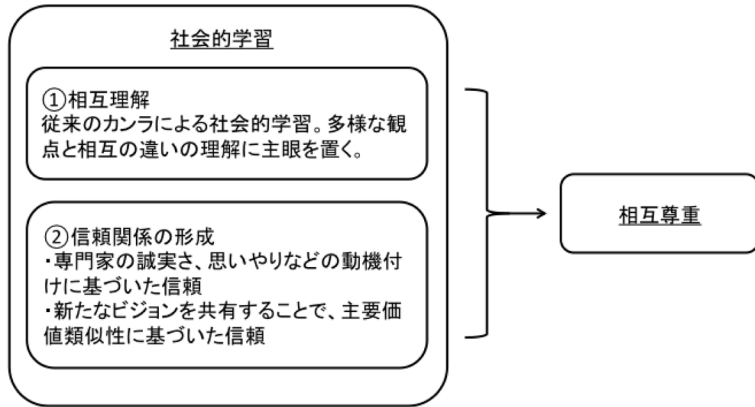 社会的学習
①相互理解
従来のカンラによる社会的学習。多様な観
点と相互の違いの理解に主眼を置く。
②信頼関係の形成
・専門家の誠実さ、思いやりなどの動機付
けに基づいた信頼
・新たなビジョンを共有することで、主要価
値類似性に基づいた信頼
相互尊重